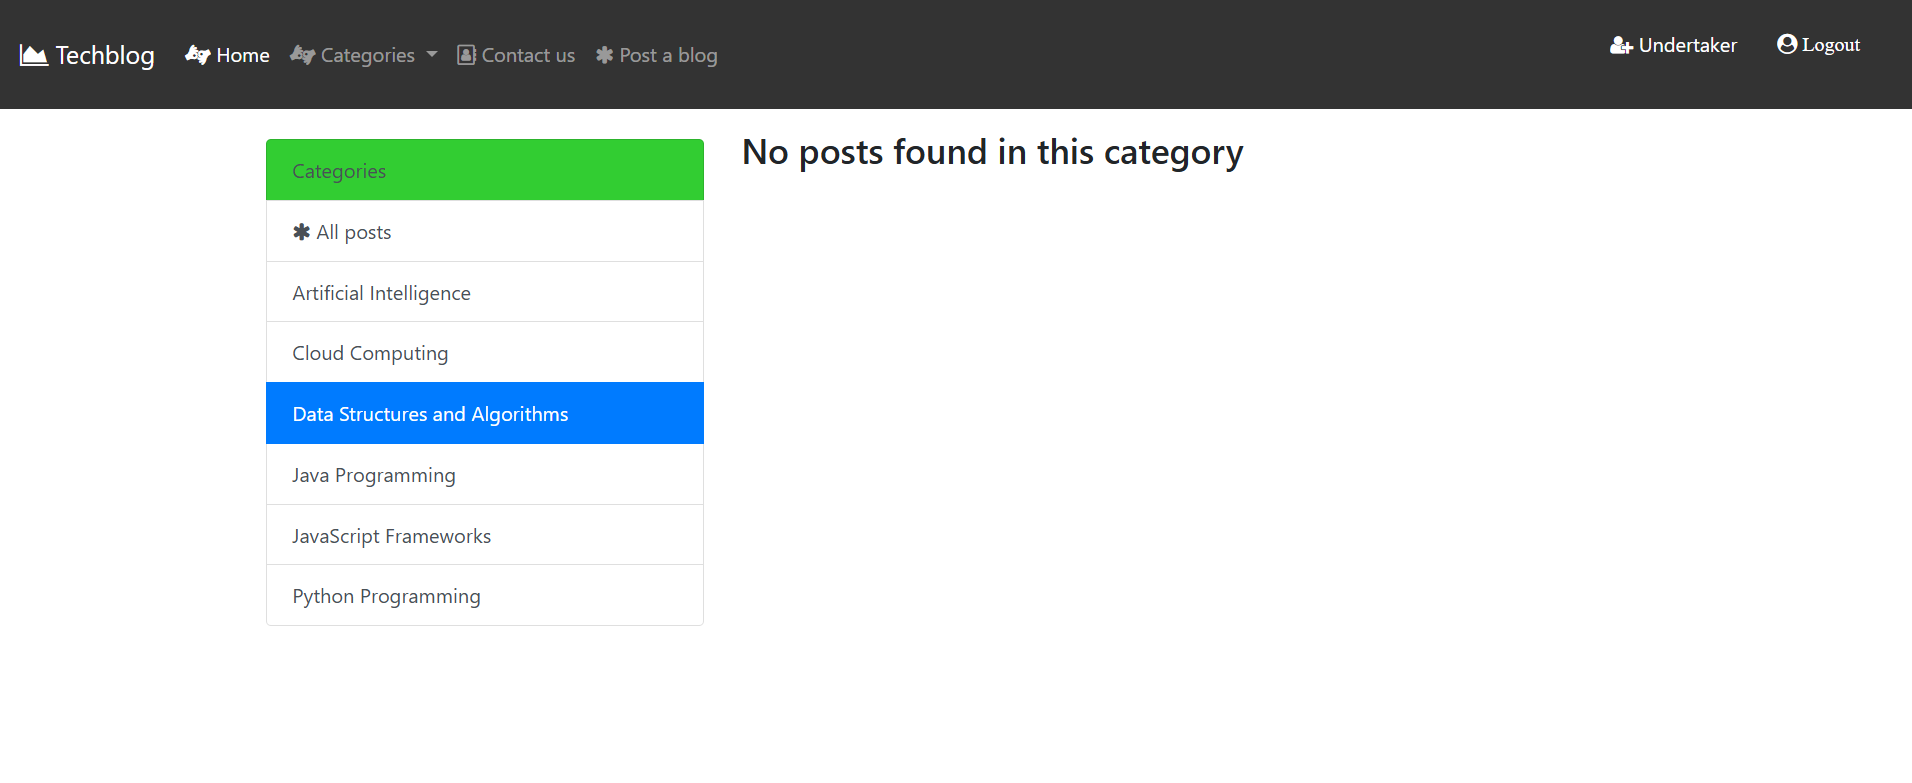 Techblog Home Categories Contact us Post a blog Undertaker Logout
Categories
All posts
Artificial Intelligence
Cloud Computing
Data Structures and Algorithms
Java Programming
JavaScript Frameworks
Python Programming
No posts found in this category